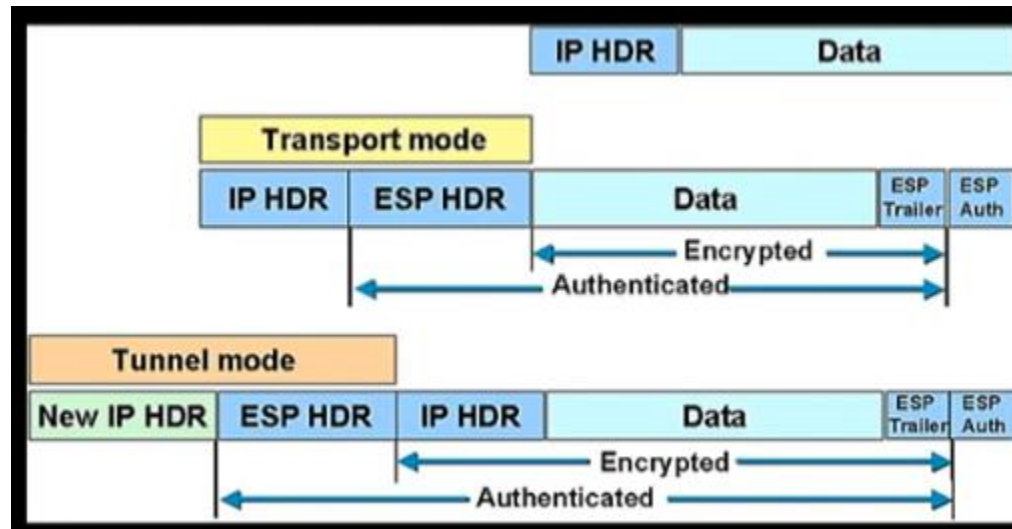 IP HDR Data
Transport mode
IP HDR ESP HDR Data ESP Trailer ESP Auth
Encrypted
Authenticated
Tunnel mode
New IP HDR ESP HDR IP HDR Data ESP Trailer ESP Auth
Encrypted
Authenticated